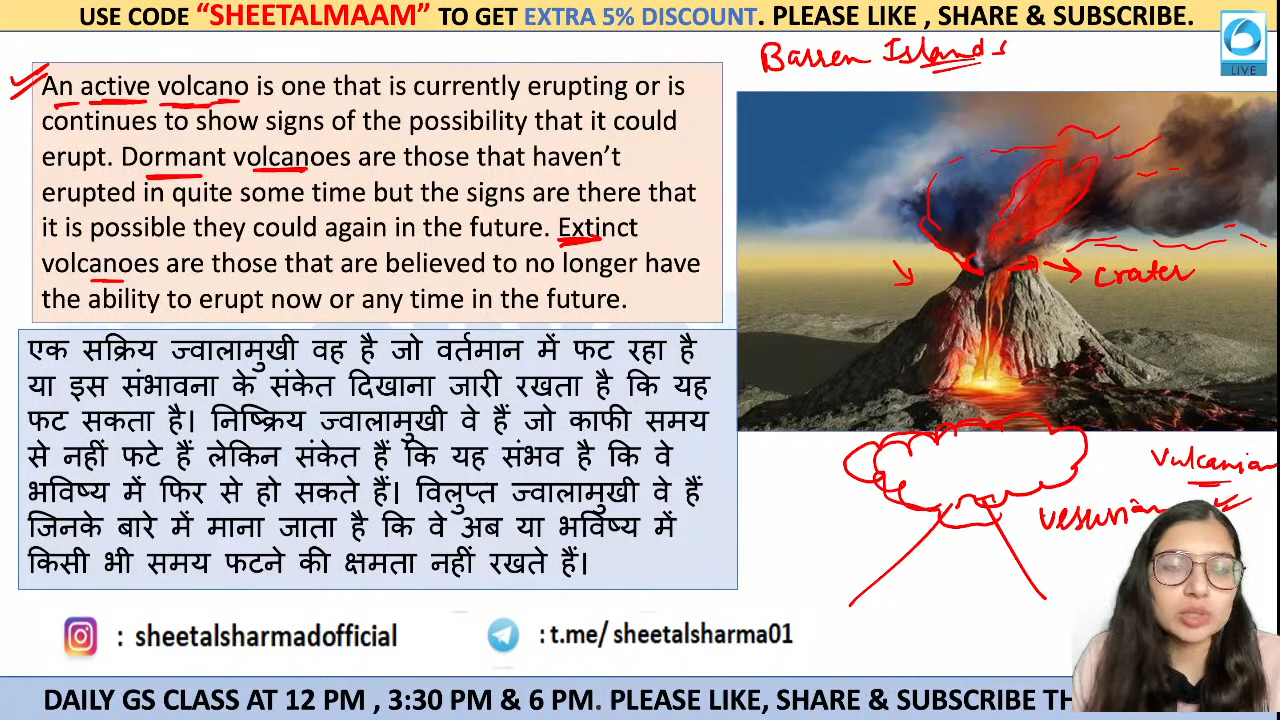 USE CODE “SHEETALMAAM” TO GET EXTRA 5% DISCOUNT. PLEASE LIKE , SHARE & SUBSCRIBE.
Barren Islands
LIVE
An active volcano is one that is currently erupting or is
continues to show signs of the possibility that it could
erupt. Dormant volcanoes are those that haven’t
erupted in quite some time but the signs are there that
it is possible they could again in the future. Extinct
volcanoes are those that are believed to no longer have
the ability to erupt now or any time in the future.
crater
एक सक्रिय ज्वालामुखी वह है जो वर्तमान में फट रहा है
या इस संभावना के संकेत दिखाना जारी रखता है कि यह
फट सकता है। निष्क्रिय ज्वालामुखी वे हैं जो काफी समय
से नहीं फटे हैं लेकिन संकेत हैं कि यह संभव है कि वे
भविष्य में फिर से हो सकते हैं। विलुप्त ज्वालामुखी वे हैं
जिनके बारे में माना जाता है कि वे अब या भविष्य में
किसी भी समय फटने की क्षमता नहीं रखते हैं।
Vulcanian
: sheetalsharmadofficial
: t.me/ sheetalsharma01
DAILY GS CLASS AT 12 PM , 3:30 PM & 6 PM. PLEASE LIKE, SHARE & SUBSCRIBE TH